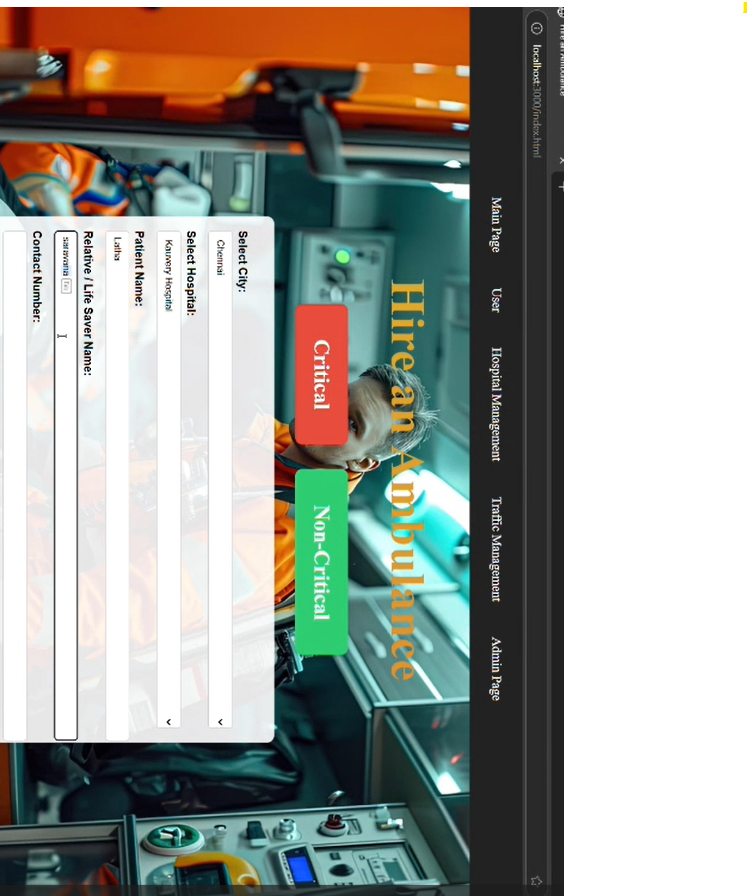 Hire an Ambulance
localhost:3000/index.html
Main Page User Hospital Management Traffic Management Admin Page
Hire an Ambulance
Critical Non-Critical
Select City:
Chennai
Select Hospital:
Kauvery Hospital
Patient Name:
Latha
Relative / Life Saver Name:
saravana
Contact Number: